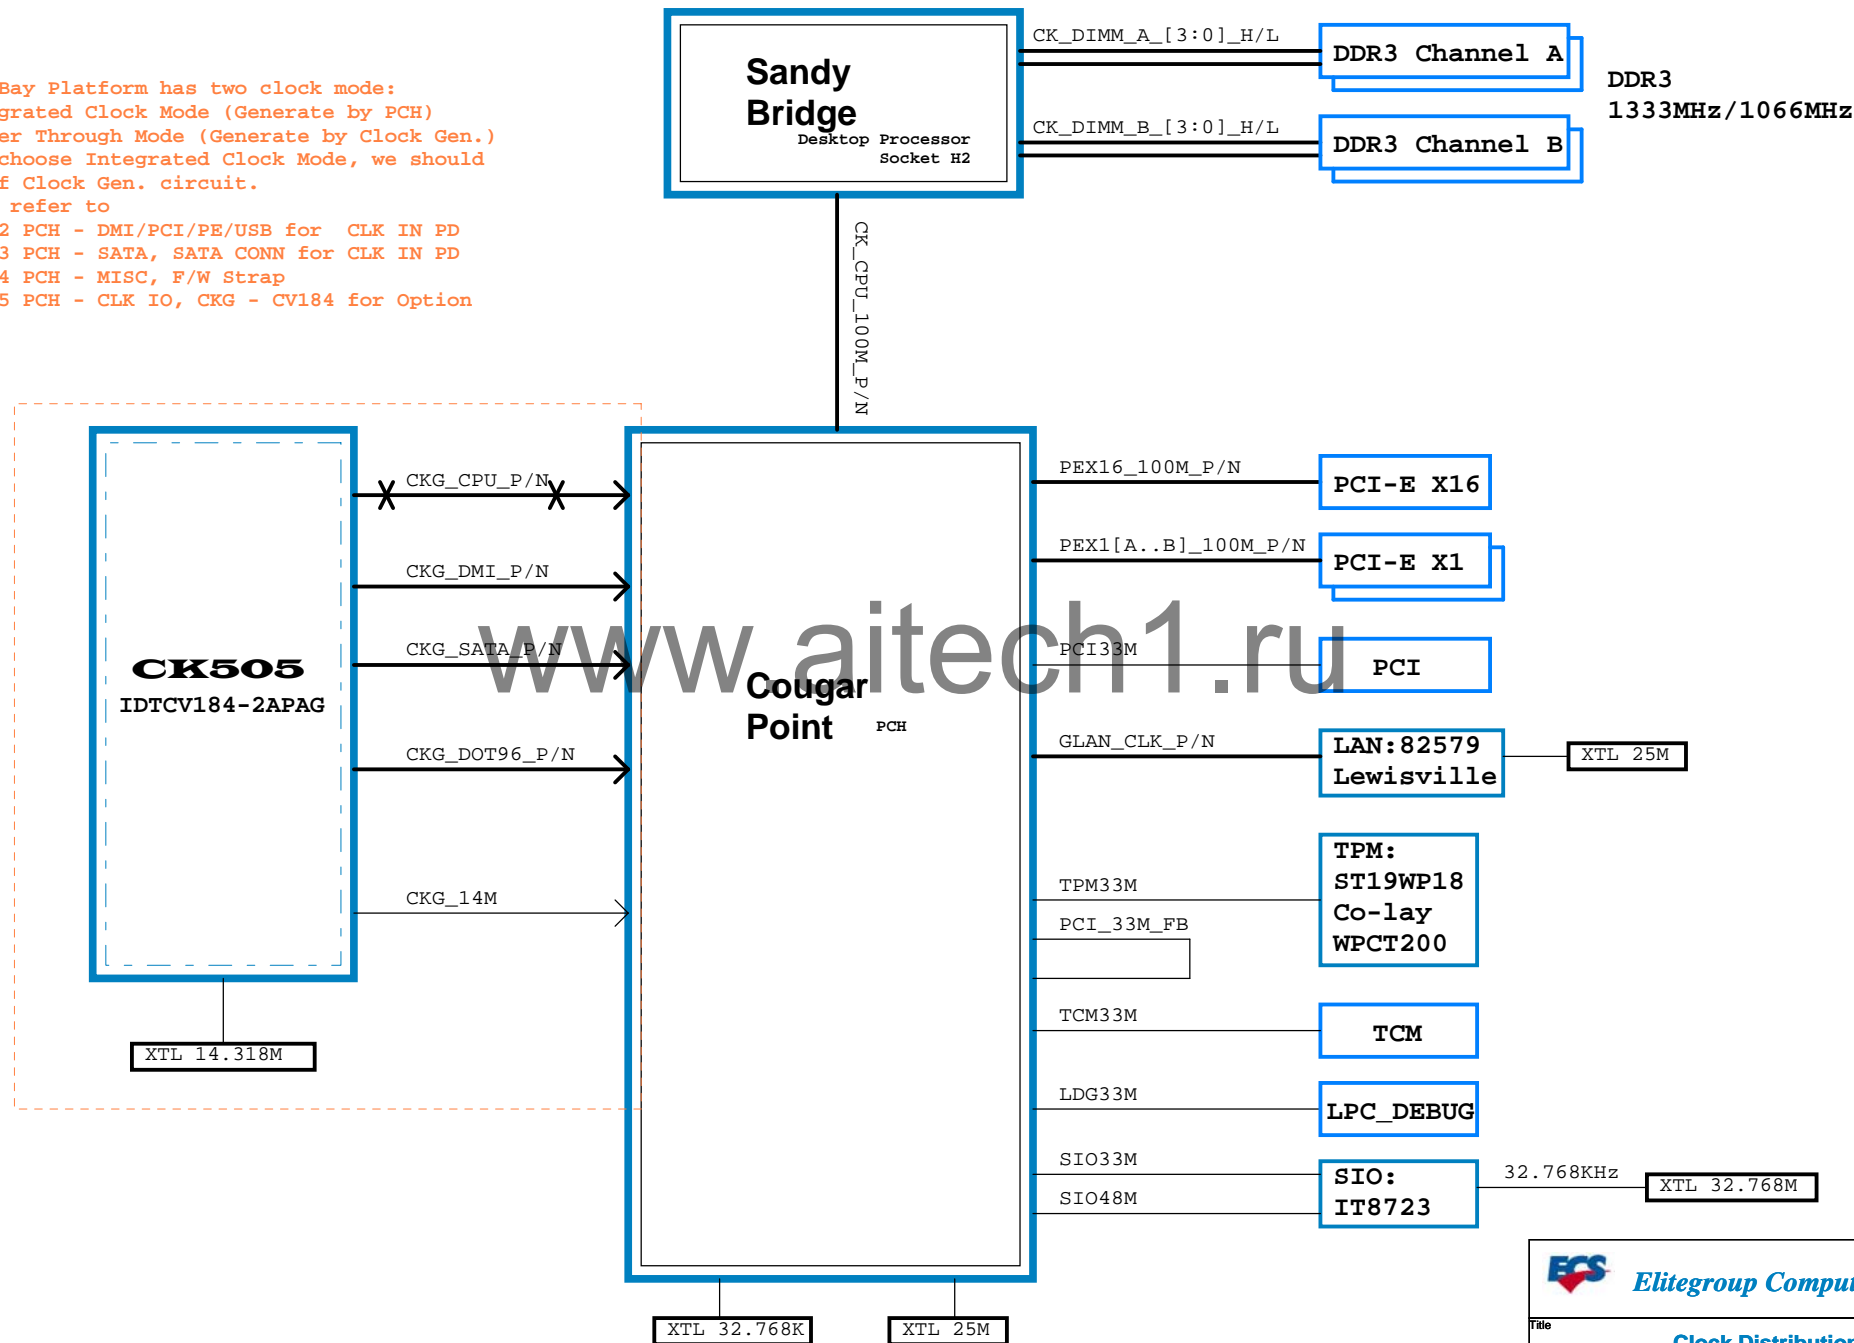 Bay Platform has two clock mode:
grated Clock Mode (Generate by PCH)
er Through Mode (Generate by Clock Gen.)
choose Integrated Clock Mode, we should
f Clock Gen. circuit.
refer to
2 PCH - DMI/PCI/PE/USB for CLK IN PD
3 PCH - SATA, SATA CONN for CLK IN PD
4 PCH - MISC, F/W Strap
5 PCH - CLK IO, CKG - CV184 for Option
Sandy
Bridge
Desktop Processor
Socket H2
CK_DIMM_A_[3:0]_H/L
DDR3 Channel A
CK_DIMM_B_[3:0]_H/L
DDR3 Channel B
DDR3
1333MHz/1066MHz
CK_CPU_100M_P/N
CK505
IDTCV184-2APAG
XTL 14.318M
CKG_CPU_P/N
CKG_DMI_P/N
CKG_SATA_P/N
CKG_DOT96_P/N
CKG_14M
Cougar
Point
PCH
www.aitech1.ru
PEX16_100M_P/N
PCI-E X16
PEX1[A..B]_100M_P/N
PCI-E X1
PCI33M
PCI
GLAN_CLK_P/N
LAN:82579
Lewisville
XTL 25M
TPM33M
TPM:
ST19WP18
Co-lay
WPCT200
PCI_33M_FB
TCM33M
TCM
LDG33M
LPC_DEBUG
SIO33M
SIO48M
SIO:
IT8723
32.768KHz
XTL 32.768M
XTL 32.768K
XTL 25M
ECS
Elitegroup Comput
Title
Clock Distribution